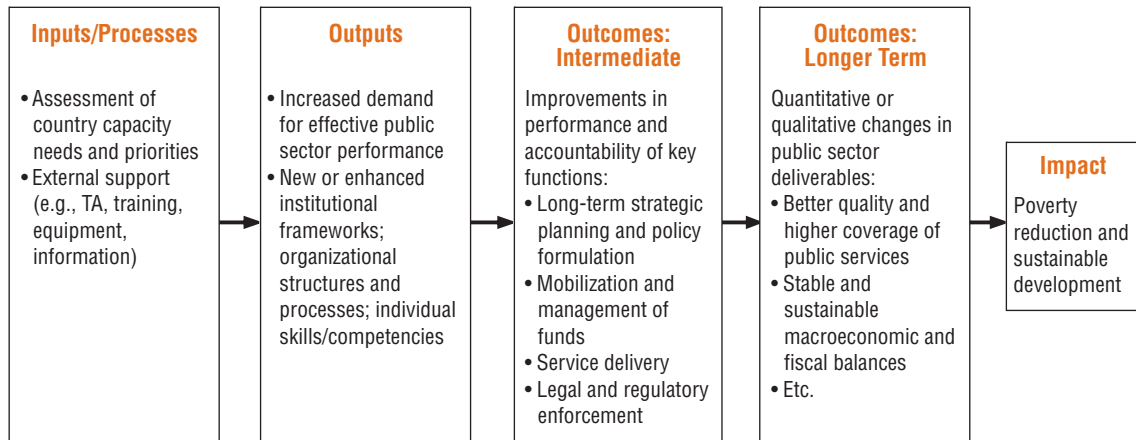 Inputs/Processes
• Assessment of
country capacity
needs and priorities
• External support
(e.g., TA, training,
equipment,
information)
Outputs
• Increased demand
for effective public
sector performance
• New or enhanced
institutional
frameworks;
organizational
structures and
processes; individual
skills/competencies
Outcomes:
Intermediate
Improvements in
performance and
accountability of key
functions:
• Long-term strategic
planning and policy
formulation
• Mobilization and
management of
funds
• Service delivery
• Legal and regulatory
enforcement
Outcomes:
Longer Term
Quantitative or
qualitative changes in
public sector
deliverables:
• Better quality and
higher coverage of
public services
• Stable and
sustainable
macroeconomic and
fiscal balances
• Etc.
Impact
Poverty
reduction and
sustainable
development